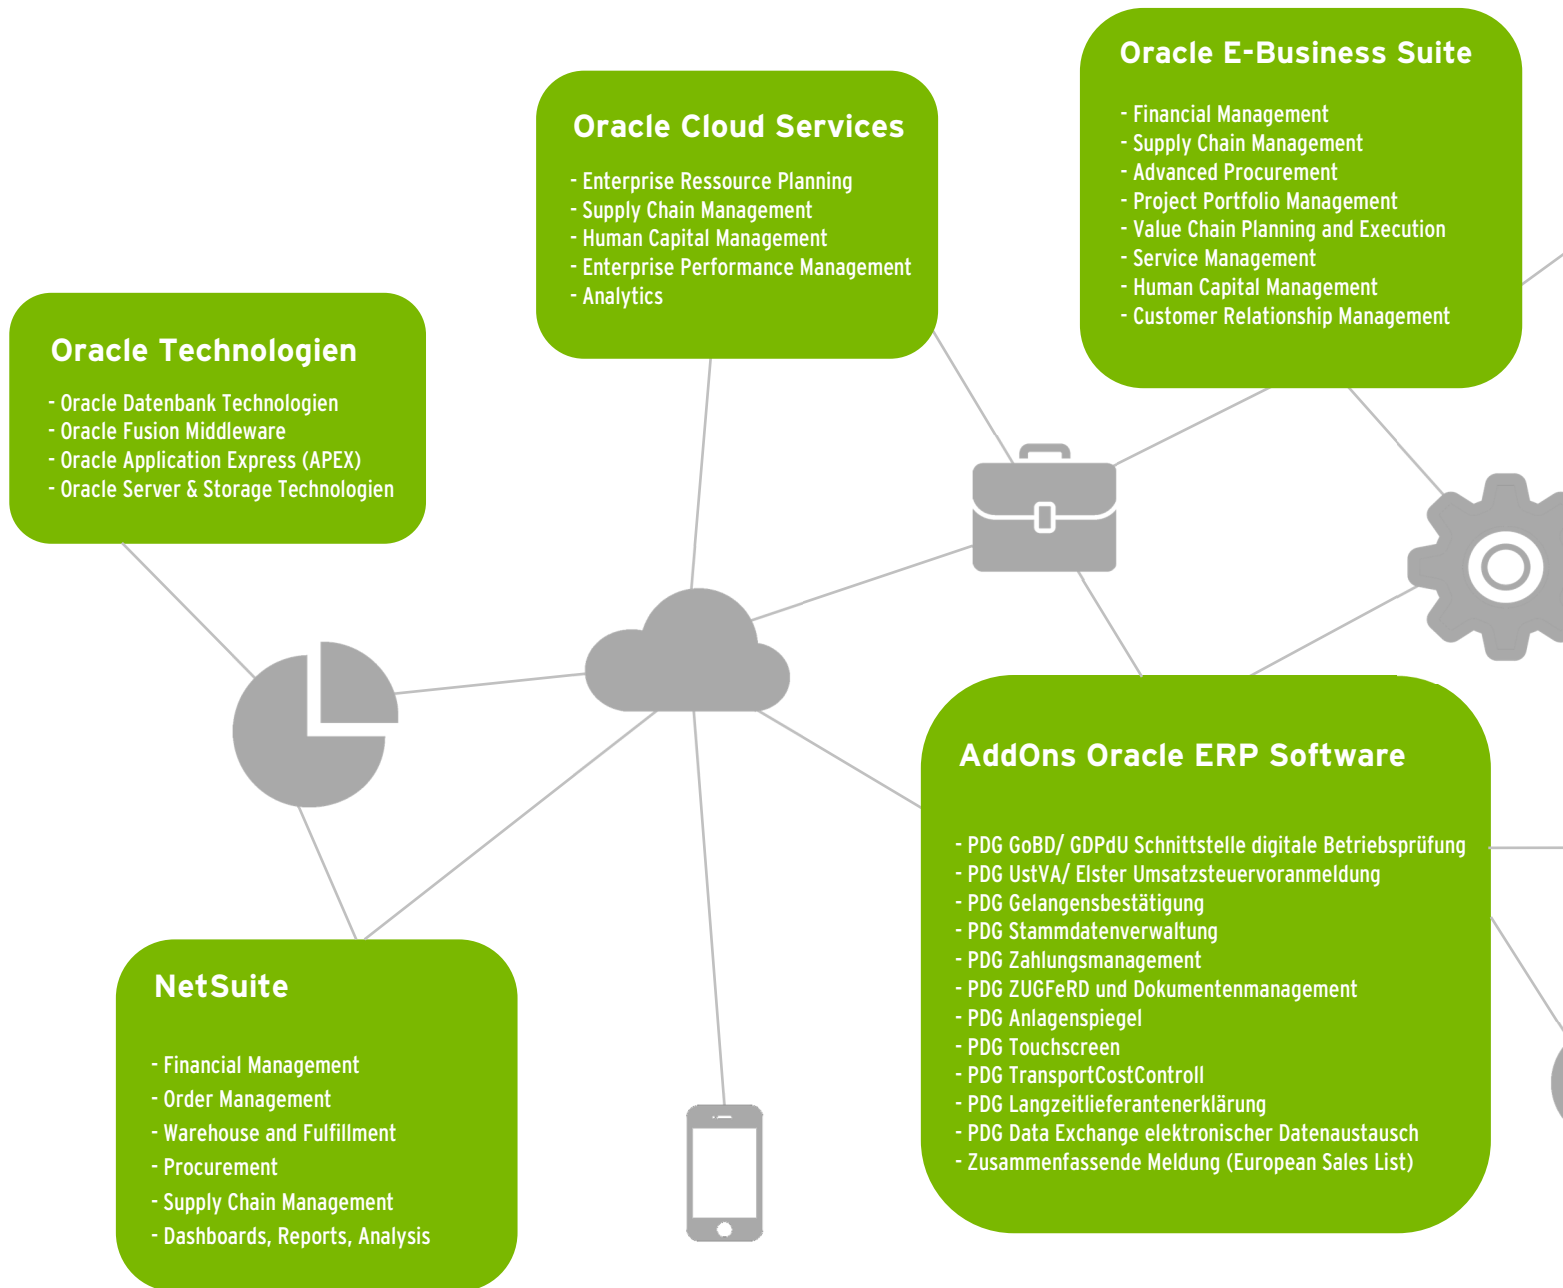 Oracle E-Business Suite
- Financial Management
- Supply Chain Management
- Advanced Procurement
- Project Portfolio Management
- Value Chain Planning and Execution
- Service Management
- Human Capital Management
- Customer Relationship Management
Oracle Cloud Services
- Enterprise Ressource Planning
- Supply Chain Management
- Human Capital Management
- Enterprise Performance Management
- Analytics
Oracle Technologien
- Oracle Datenbank Technologien
- Oracle Fusion Middleware
- Oracle Application Express (APEX)
- Oracle Server & Storage Technologien
AddOns Oracle ERP Software
- PDG GoBD/ GDPdU Schnittstelle digitale Betriebsprüfung
- PDG UstVA/ Elster Umsatzsteuervoranmeldung
- PDG Gelangensbestätigung
- PDG Stammdatenverwaltung
- PDG Zahlungsmanagement
- PDG ZUGFeRD und Dokumentenmanagement
- PDG Anlagenspiegel
- PDG Touchscreen
- PDG TransportCostControll
- PDG Langzeitlieferantenerklärung
- PDG Data Exchange elektronischer Datenaustausch
- Zusammenfassende Meldung (European Sales List)
NetSuite
- Financial Management
- Order Management
- Warehouse and Fulfillment
- Procurement
- Supply Chain Management
- Dashboards, Reports, Analysis